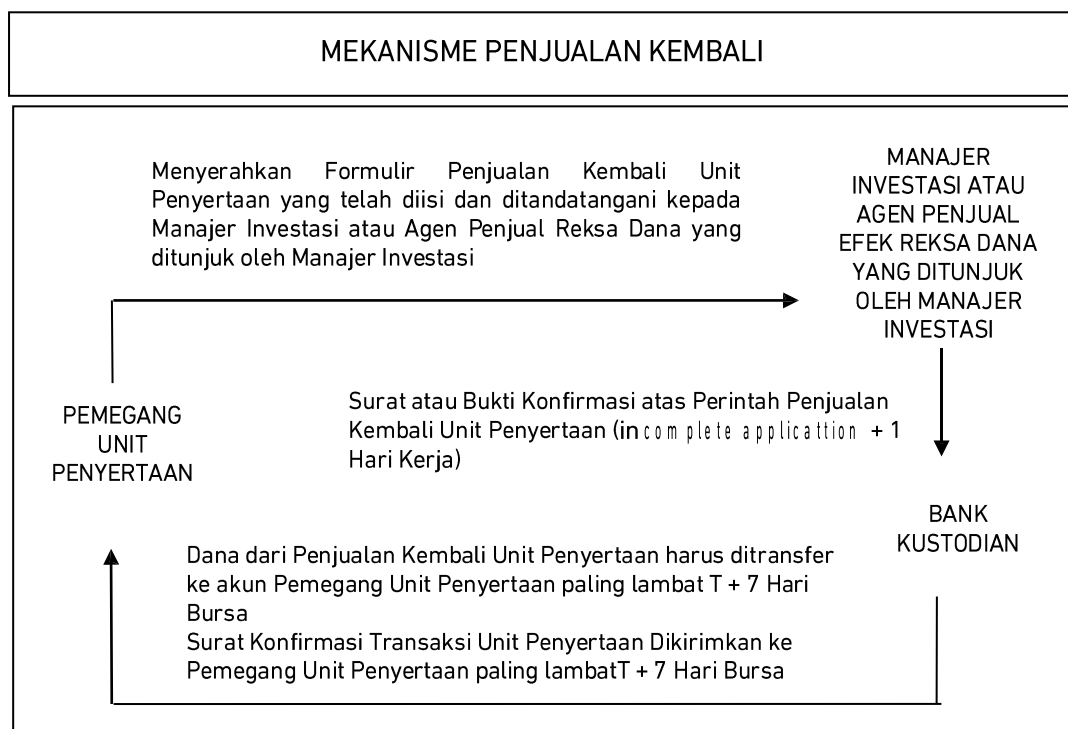 MEKANISME PENJUALAN KEMBALI
Menyerahkan Formulir Penjualan Kembali Unit
Penyertaan yang telah diisi dan ditandatangani kepada
Manajer Investasi atau Agen Penjual Reksa Dana yang
ditunjuk oleh Manajer Investasi
MANAJER
INVESTASI ATAU
AGEN PENJUAL
EFEK REKSA DANA
YANG DITUNJUK
OLEH MANAJER
INVESTASI
PEMEGANG
UNIT
PENYERTAAN
Surat atau Bukti Konfirmasi atas Perintah Penjualan
Kembali Unit Penyertaan (in complete applicattion + 1
Hari Kerja)
BANK
KUSTODIAN
Dana dari Penjualan Kembali Unit Penyertaan harus ditransfer
ke akun Pemegang Unit Penyertaan paling lambat T + 7 Hari
Bursa
Surat Konfirmasi Transaksi Unit Penyertaan Dikirimkan ke
Pemegang Unit Penyertaan paling lambatT + 7 Hari Bursa